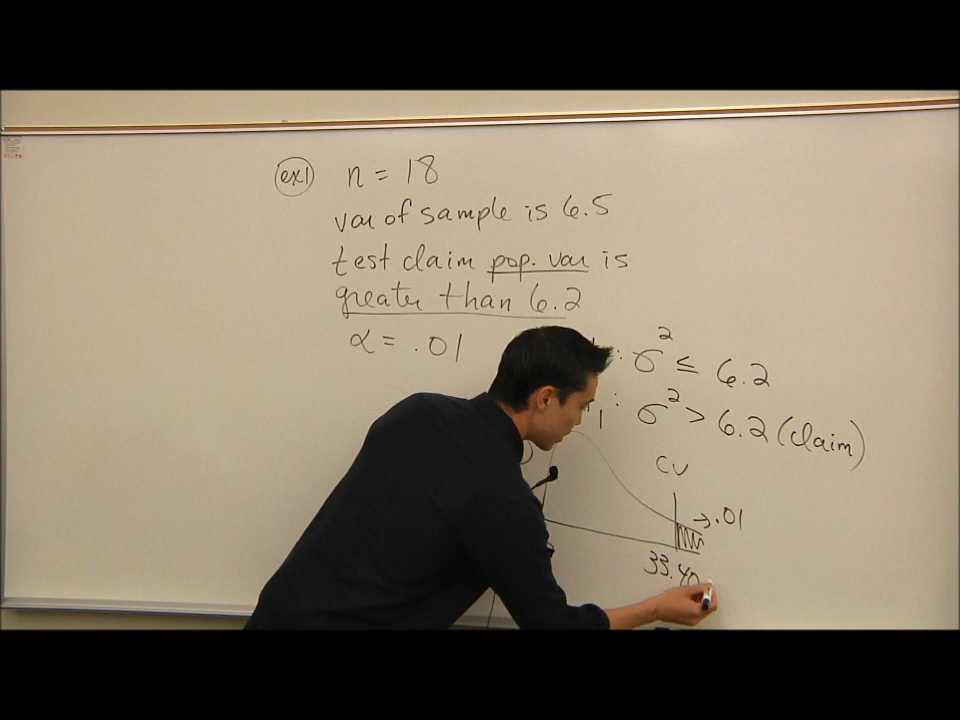 ex1 n = 18
var of sample is 6.5
test claim pop. var is
greater than 6.2
α = .01
: σ² ≤ 6.2
1 : σ² > 6.2 (claim)
CV
→ .01
33.40